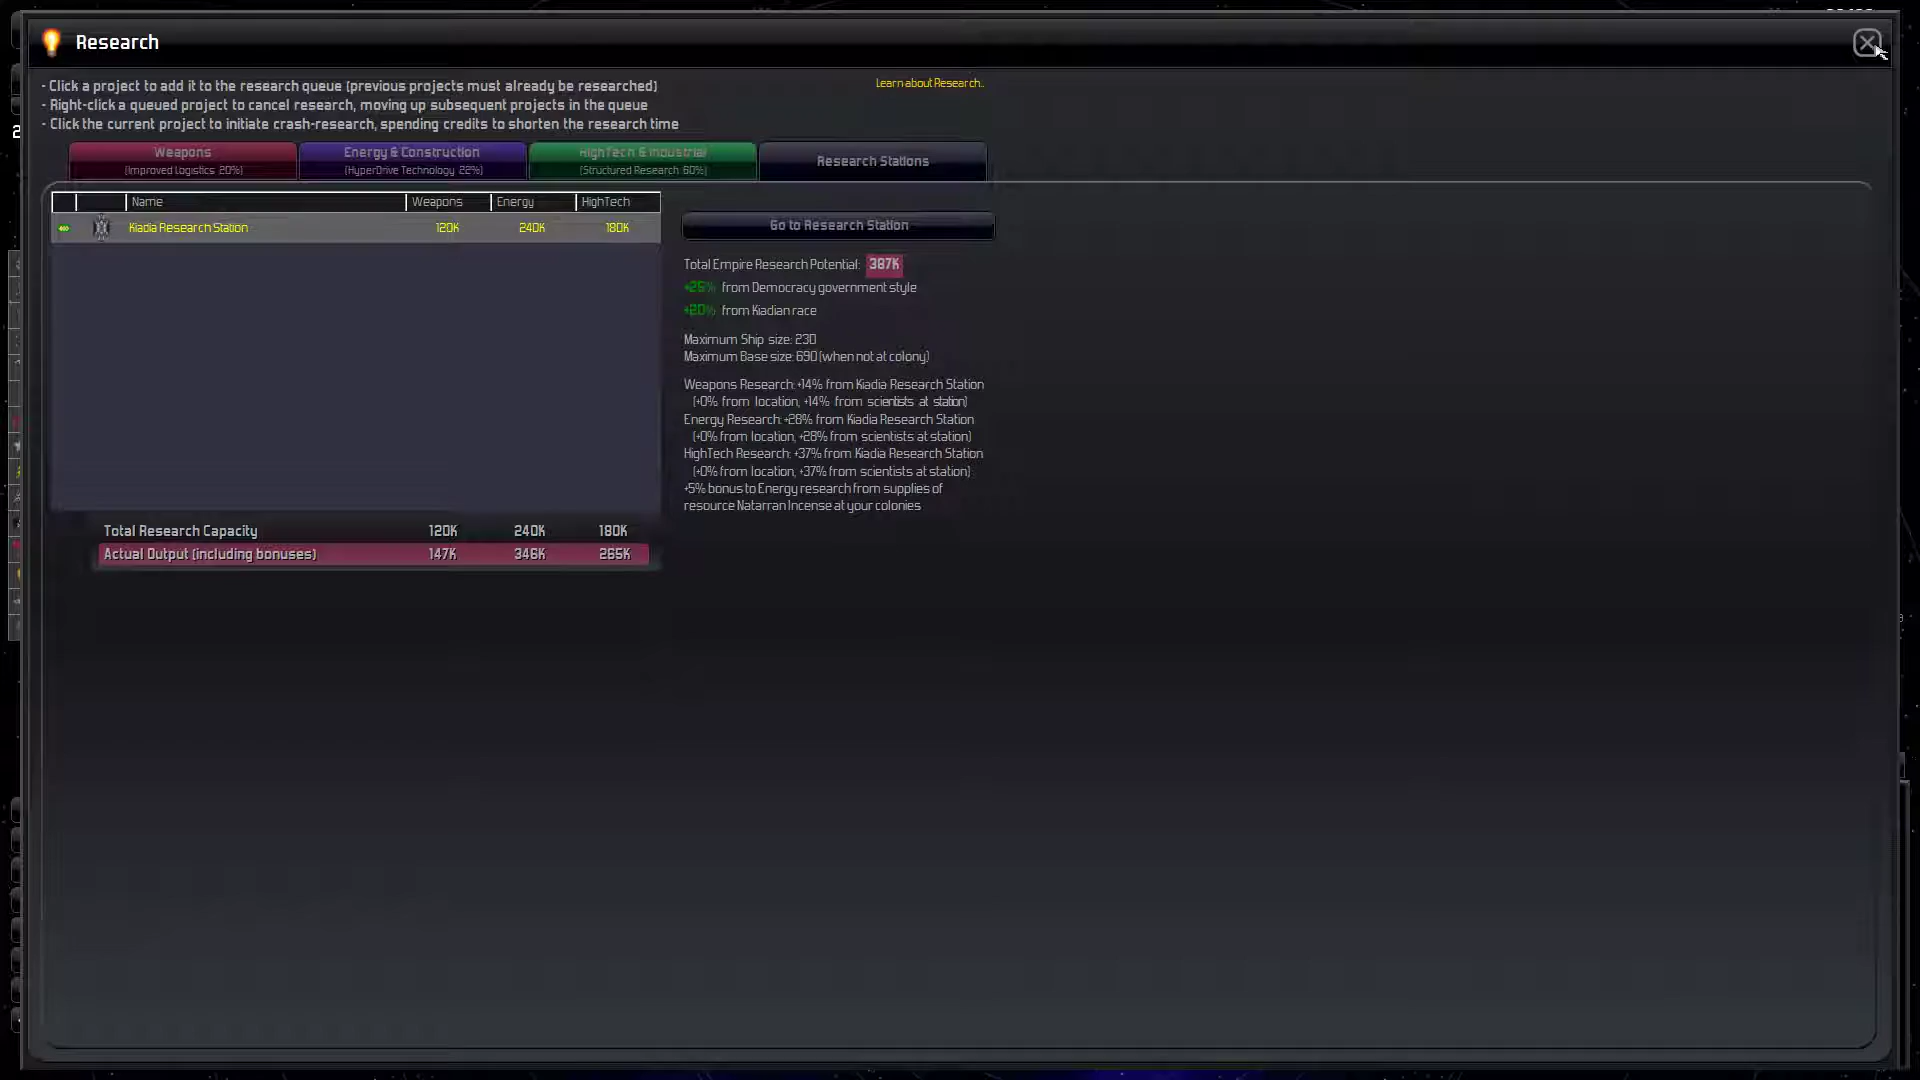 Research
- Click a project to add it to the research queue (previous projects must already be researched)
- Right-click a queued project to cancel research, moving up subsequent projects in the queue
- Click the current project to initiate crash-research, spending credits to shorten the research time
Learn about Research..
Weapons
(Improved Logistics 20%)
Energy & Construction
(HyperDrive Technology 22%)
HighTech & Industrial
(Structured Research 60%)
Research Stations
Name Weapons Energy HighTech
Kiadia Research Station 120K 240K 180K
Total Research Capacity 120K 240K 180K
Actual Output (including bonuses) 147K 346K 265K
Go to Research Station
Total Empire Research Potential: 387K
+25% from Democracy government style
+20% from Kiadian race
Maximum Ship size: 230
Maximum Base size: 690 (when not at colony)
Weapons Research: +14% from Kiadia Research Station
(+0% from location, +14% from scientists at station)
Energy Research: +28% from Kiadia Research Station
(+0% from location, +28% from scientists at station)
HighTech Research: +37% from Kiadia Research Station
(+0% from location, +37% from scientists at station)
+5% bonus to Energy research from supplies of
resource Natarran Incense at your colonies